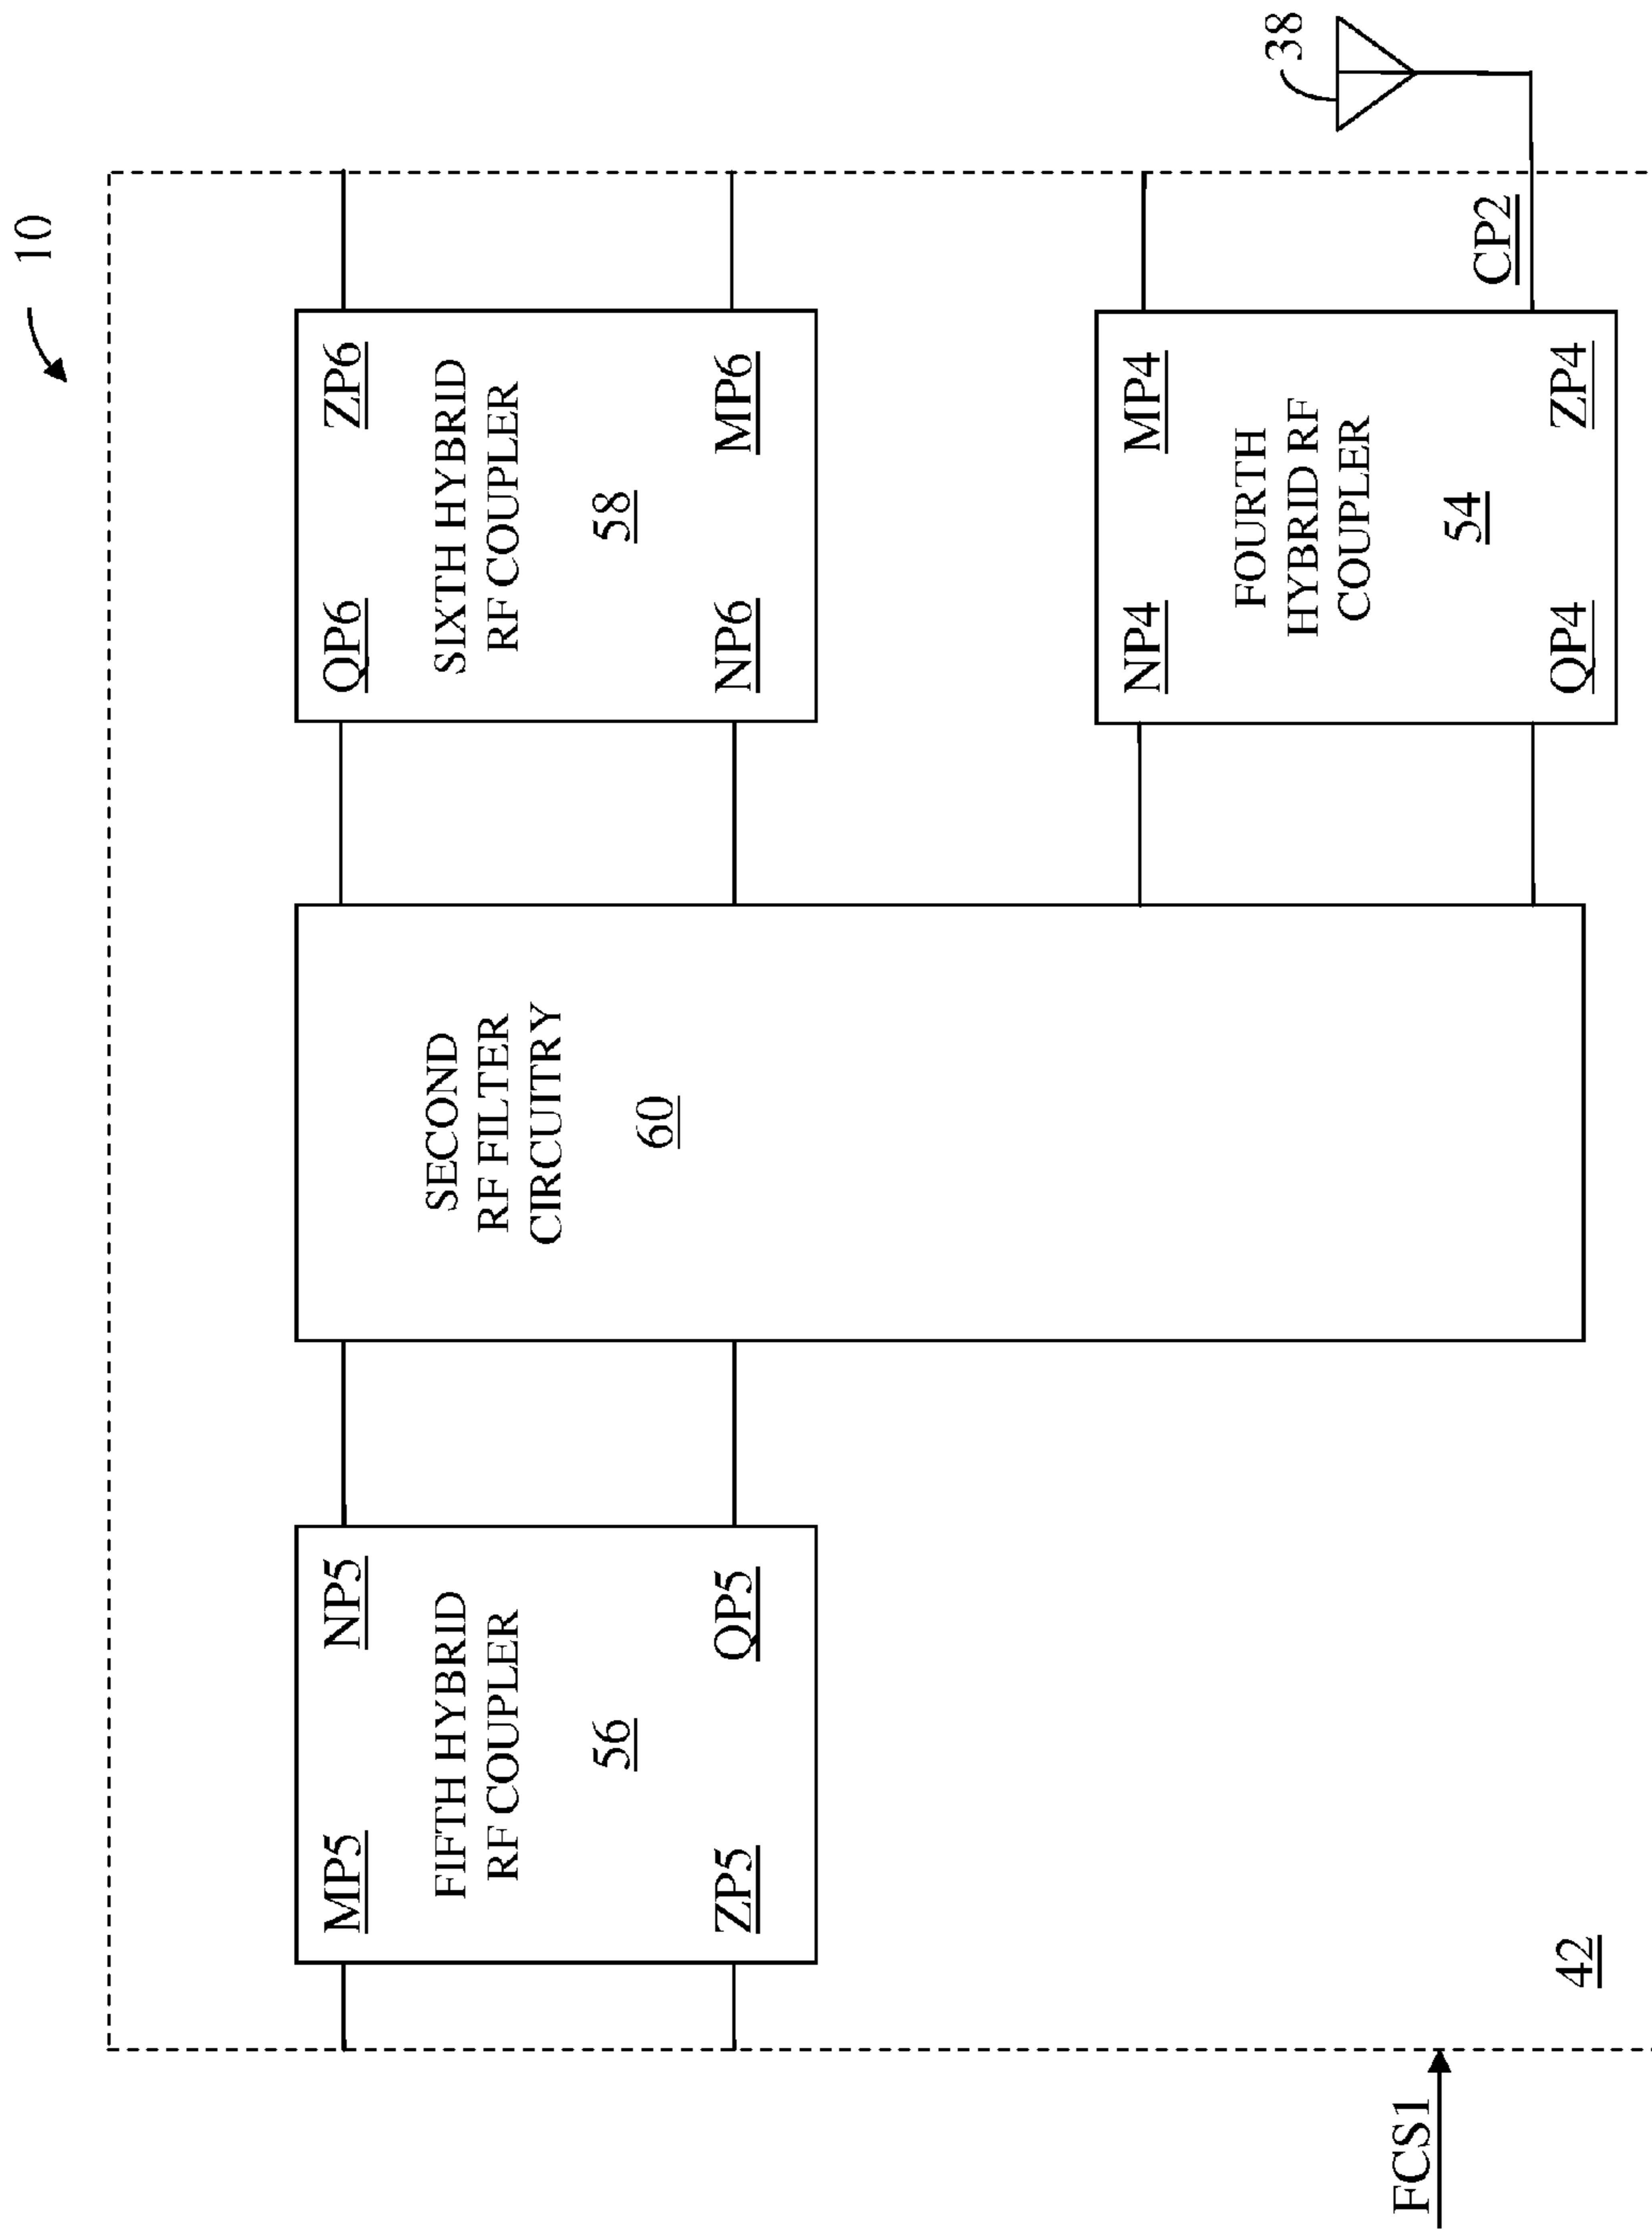 10
MP5
NP5
QP6
ZP6
FIFTH HYBRID
RF COUPLER
56
ZP5
QP5
SECOND
RF FILTER
CIRCUITRY
60
SIXTH HYBRID
RF COUPLER
58
NP6
MP6
NP4
MP4
FOURTH
HYBRID RF
COUPLER
54
QP4
ZP4
38
CP2
FCS1
42